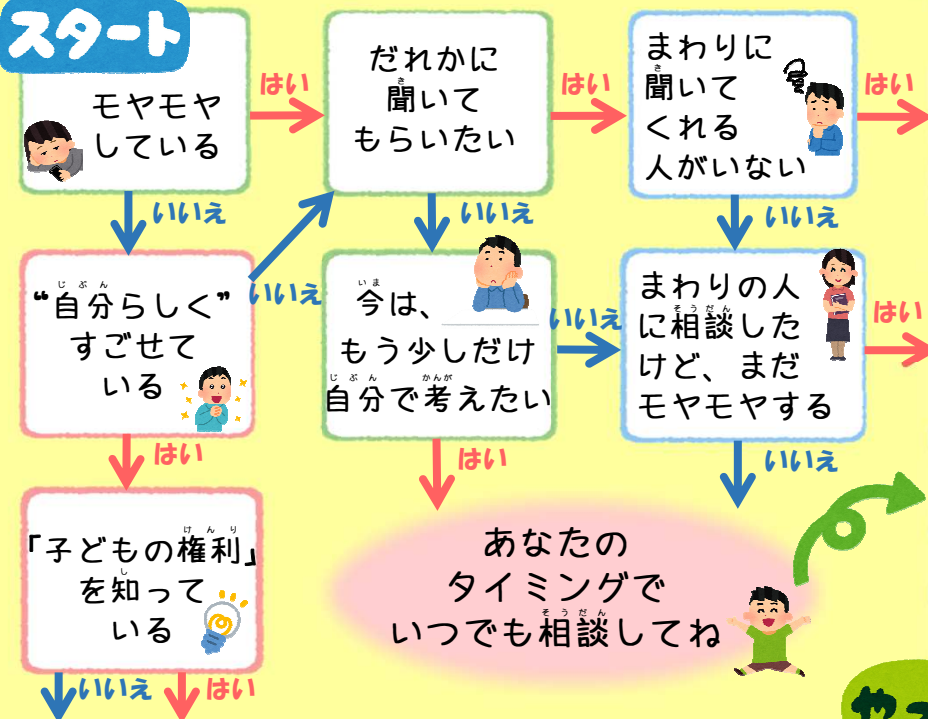 スタート
モヤモヤ
している
はい
だれかに
聞いて
もらいたい
はい
まわりに
聞いて
くれる
人がいない
はい
いいえ
いいえ
いいえ
“自分らしく”
すごせて
いる
いいえ
今は、
もう少しだけ
自分で考えたい
いいえ
まわりの人
に相談した
けど、まだ
モヤモヤする
はい
はい
はい
いいえ
「子どもの権利」
を知って
いる
あなたの
タイミングで
いつでも相談してね
いいえ
はい